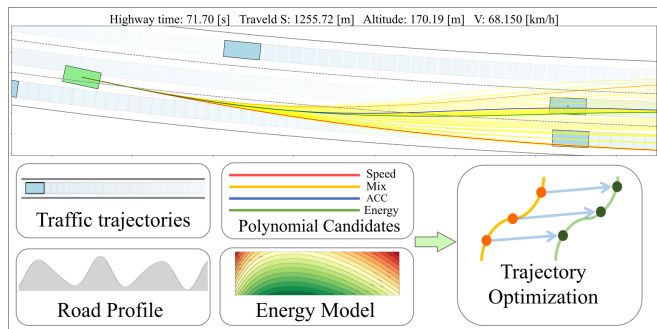 Highway time: 71.70 [s] Traveld S: 1255.72 [m] Altitude: 170.19 [m] V: 68.150 [km/h]
Traffic trajectories
Speed
Mix
ACC
Energy
Polynomial Candidates
Road Profile
Energy Model
Trajectory
Optimization